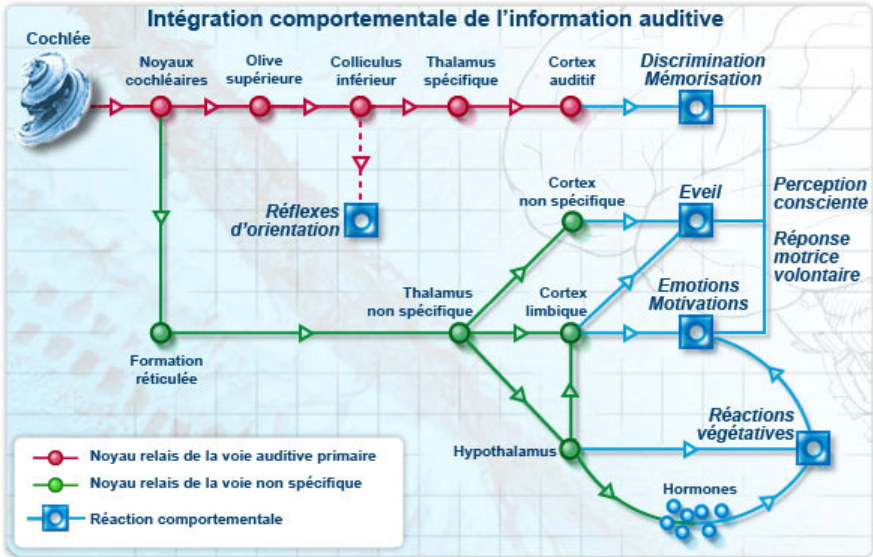 Intégration comportementale de l'information auditive
Cochlée
Noyaux
cochléaires
Olive
supérieure
Colliculus
inférieur
Thalamus
spécifique
Cortex
auditif
Discrimination
Mémorisation
Réflexes
d'orientation
Cortex
non spécifique
Eveil
Perception
consciente
Réponse
motrice
volontaire
Thalamus
non spécifique
Cortex
limbique
Emotions
Motivations
Formation
réticulée
Hypothalamus
Réactions
végétatives
Hormones
Noyau relais de la voie auditive primaire
Noyau relais de la voie non spécifique
Réaction comportementale